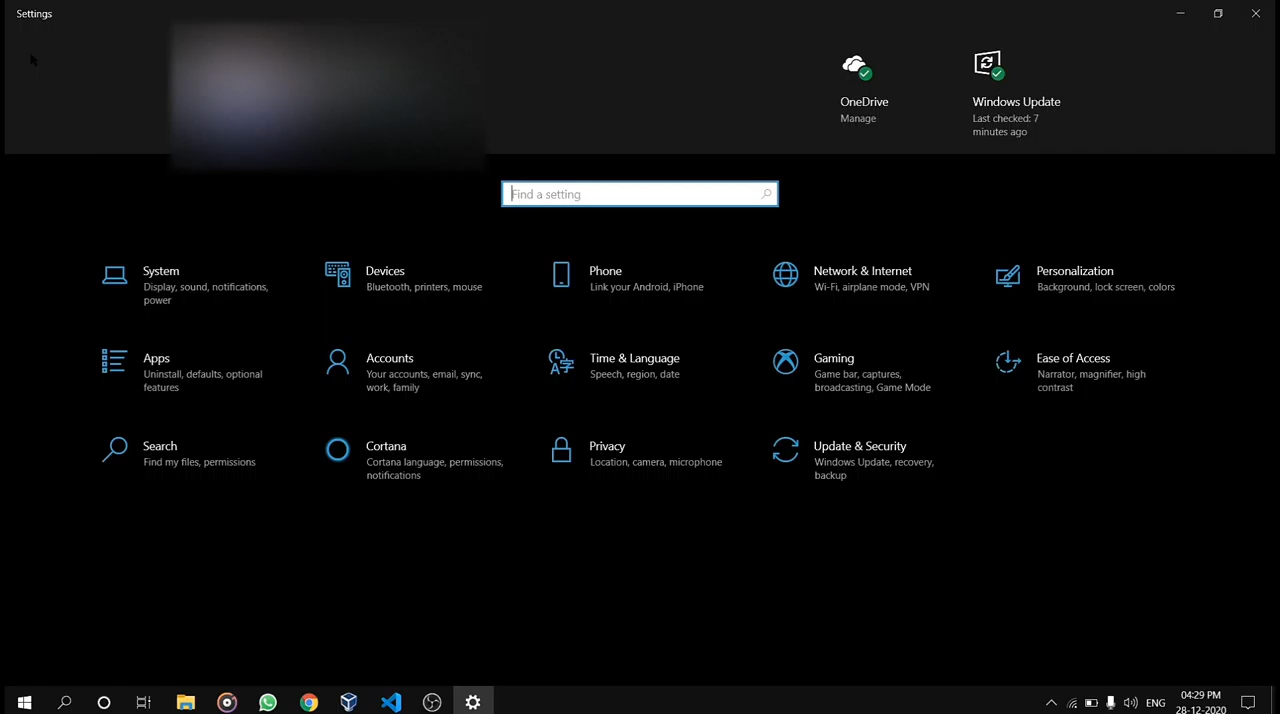 Settings
OneDrive
Manage
Windows Update
Last checked: 7
minutes ago
Find a setting
System
Display, sound, notifications,
power
Devices
Bluetooth, printers, mouse
Phone
Link your Android, iPhone
Network & Internet
Wi-Fi, airplane mode, VPN
Personalization
Background, lock screen, colors
Apps
Uninstall, defaults, optional
features
Accounts
Your accounts, email, sync,
work, family
Time & Language
Speech, region, date
Gaming
Game bar, captures,
broadcasting, Game Mode
Ease of Access
Narrator, magnifier, high
contrast
Search
Find my files, permissions
Cortana
Cortana language, permissions,
notifications
Privacy
Location, camera, microphone
Update & Security
Windows Update, recovery,
backup
ENG
04:29 PM
28-12-2020